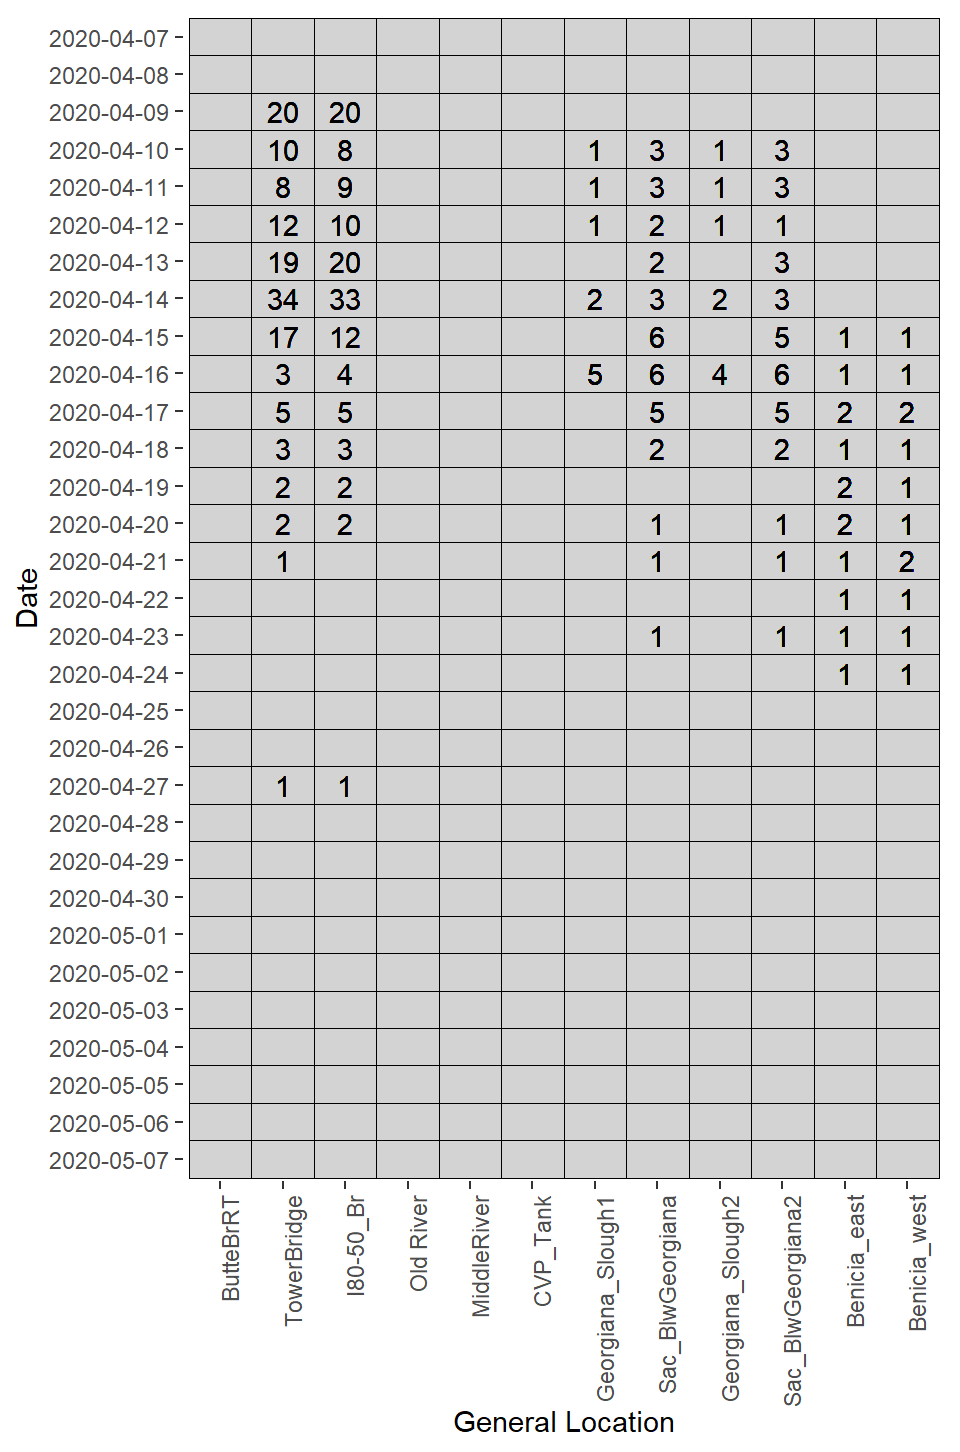 2020-04-07
2020-04-08
2020-04-09 20 20
2020-04-10 10 8 1 3 1 3
2020-04-11 8 9 1 3 1 3
2020-04-12 12 10 1 2 1 1
2020-04-13 19 20 2 3
2020-04-14 34 33 2 3 2 3
2020-04-15 17 12 6 5 1 1
2020-04-16 3 4 5 6 4 6 1 1
2020-04-17 5 5 5 5 2 2
2020-04-18 3 3 2 2 1 1
2020-04-19 2 2 2 1
2020-04-20 2 2 1 1 2 1
2020-04-21 1 1 1 1 2
2020-04-22 1 1
2020-04-23 1 1 1 1
2020-04-24 1 1
2020-04-25
2020-04-26
2020-04-27 1 1
2020-04-28
2020-04-29
2020-04-30
2020-05-01
2020-05-02
2020-05-03
2020-05-04
2020-05-05
2020-05-06
2020-05-07
Date
ButteBrRT
TowerBridge
I80-50_Br
Old River
MiddleRiver
CVP_Tank
Georgiana_Slough1
Sac_BlwGeorgiana
Georgiana_Slough2
Sac_BlwGeorgiana2
Benicia_east
Benicia_west
General Location